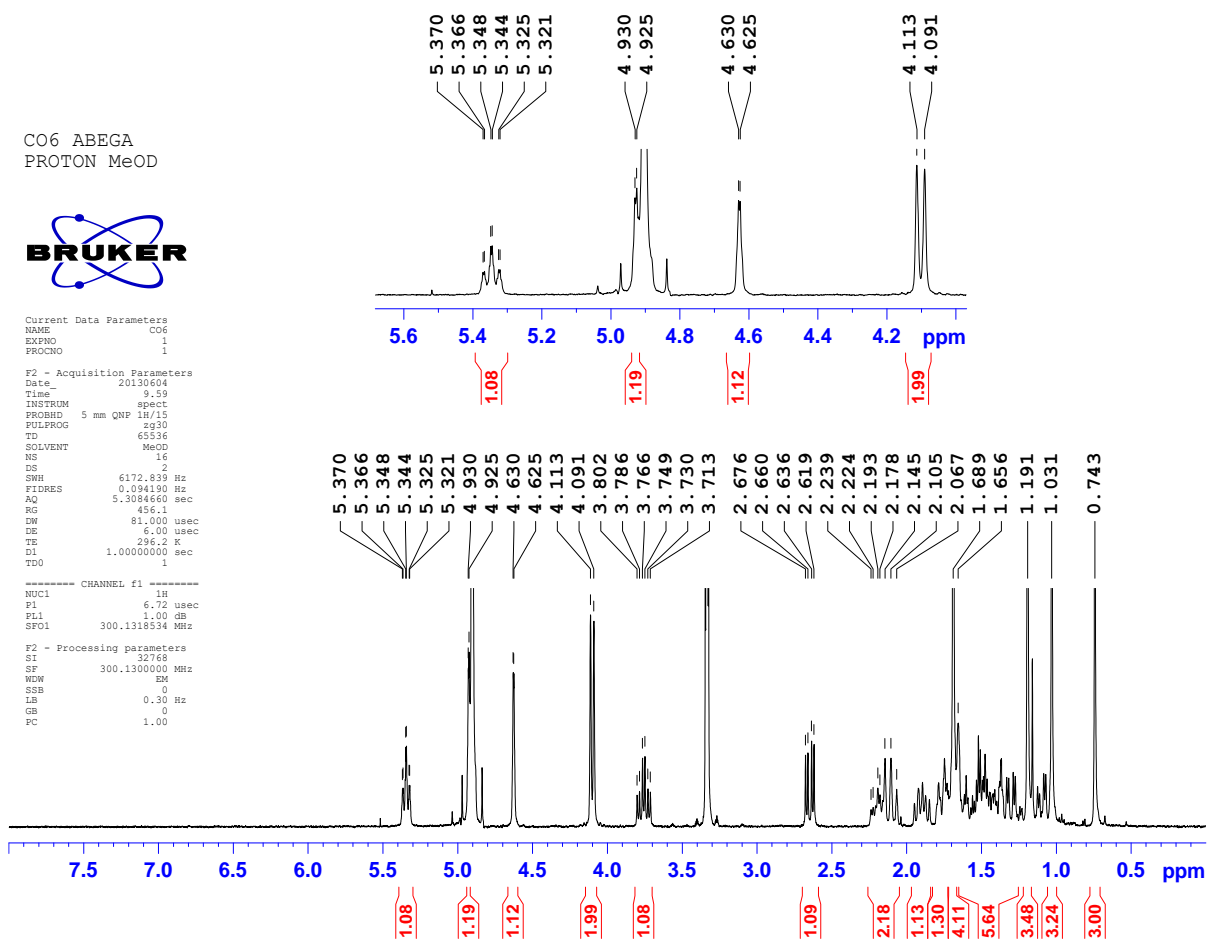 5.370
5.366
5.348
5.344
5.325
5.321
4.930
4.925
4.630
4.625
4.113
4.091
CO6 ABEGA
PROTON MeOD
BRUKER
Current Data Parameters
NAME CO6
EXPNO 1
PROCNO 1
F2 - Acquisition Parameters
Date_ 20130604
Time 9.59
INSTRUM spect
PROBHD 5 mm QNP 1H/15
PULPROG zg30
TD 65536
SOLVENT MeOD
NS 16
DS 2
SWH 6172.839 Hz
FIDRES 0.094190 Hz
AQ 5.3084660 sec
RG 456.1
DW 81.000 usec
DE 6.00 usec
TE 296.2 K
D1 1.00000000 sec
TD0 1
======== CHANNEL f1 ========
NUC1 1H
P1 6.72 usec
PL1 1.00 dB
SFO1 300.1318534 MHz
F2 - Processing parameters
SI 32768
SF 300.1300000 MHz
WDW EM
SSB 0
LB 0.30 Hz
GB 0
PC 1.00
5.6 5.4 5.2 5.0 4.8 4.6 4.4 4.2 ppm
1.08
1.19
1.12
1.99
5.370
5.366
5.348
5.344
5.325
5.321
4.930
4.925
4.630
4.625
4.113
4.091
3.802
3.786
3.766
3.749
3.730
3.713
2.676
2.660
2.636
2.619
2.239
2.224
2.193
2.178
2.145
2.105
2.067
1.689
1.656
1.191
1.031
0.743
7.5 7.0 6.5 6.0 5.5 5.0 4.5 4.0 3.5 3.0 2.5 2.0 1.5 1.0 0.5 ppm
1.08
1.19
1.12
1.99
1.08
1.09
2.18
1.13
1.30
4.11
5.64
3.48
3.24
3.00